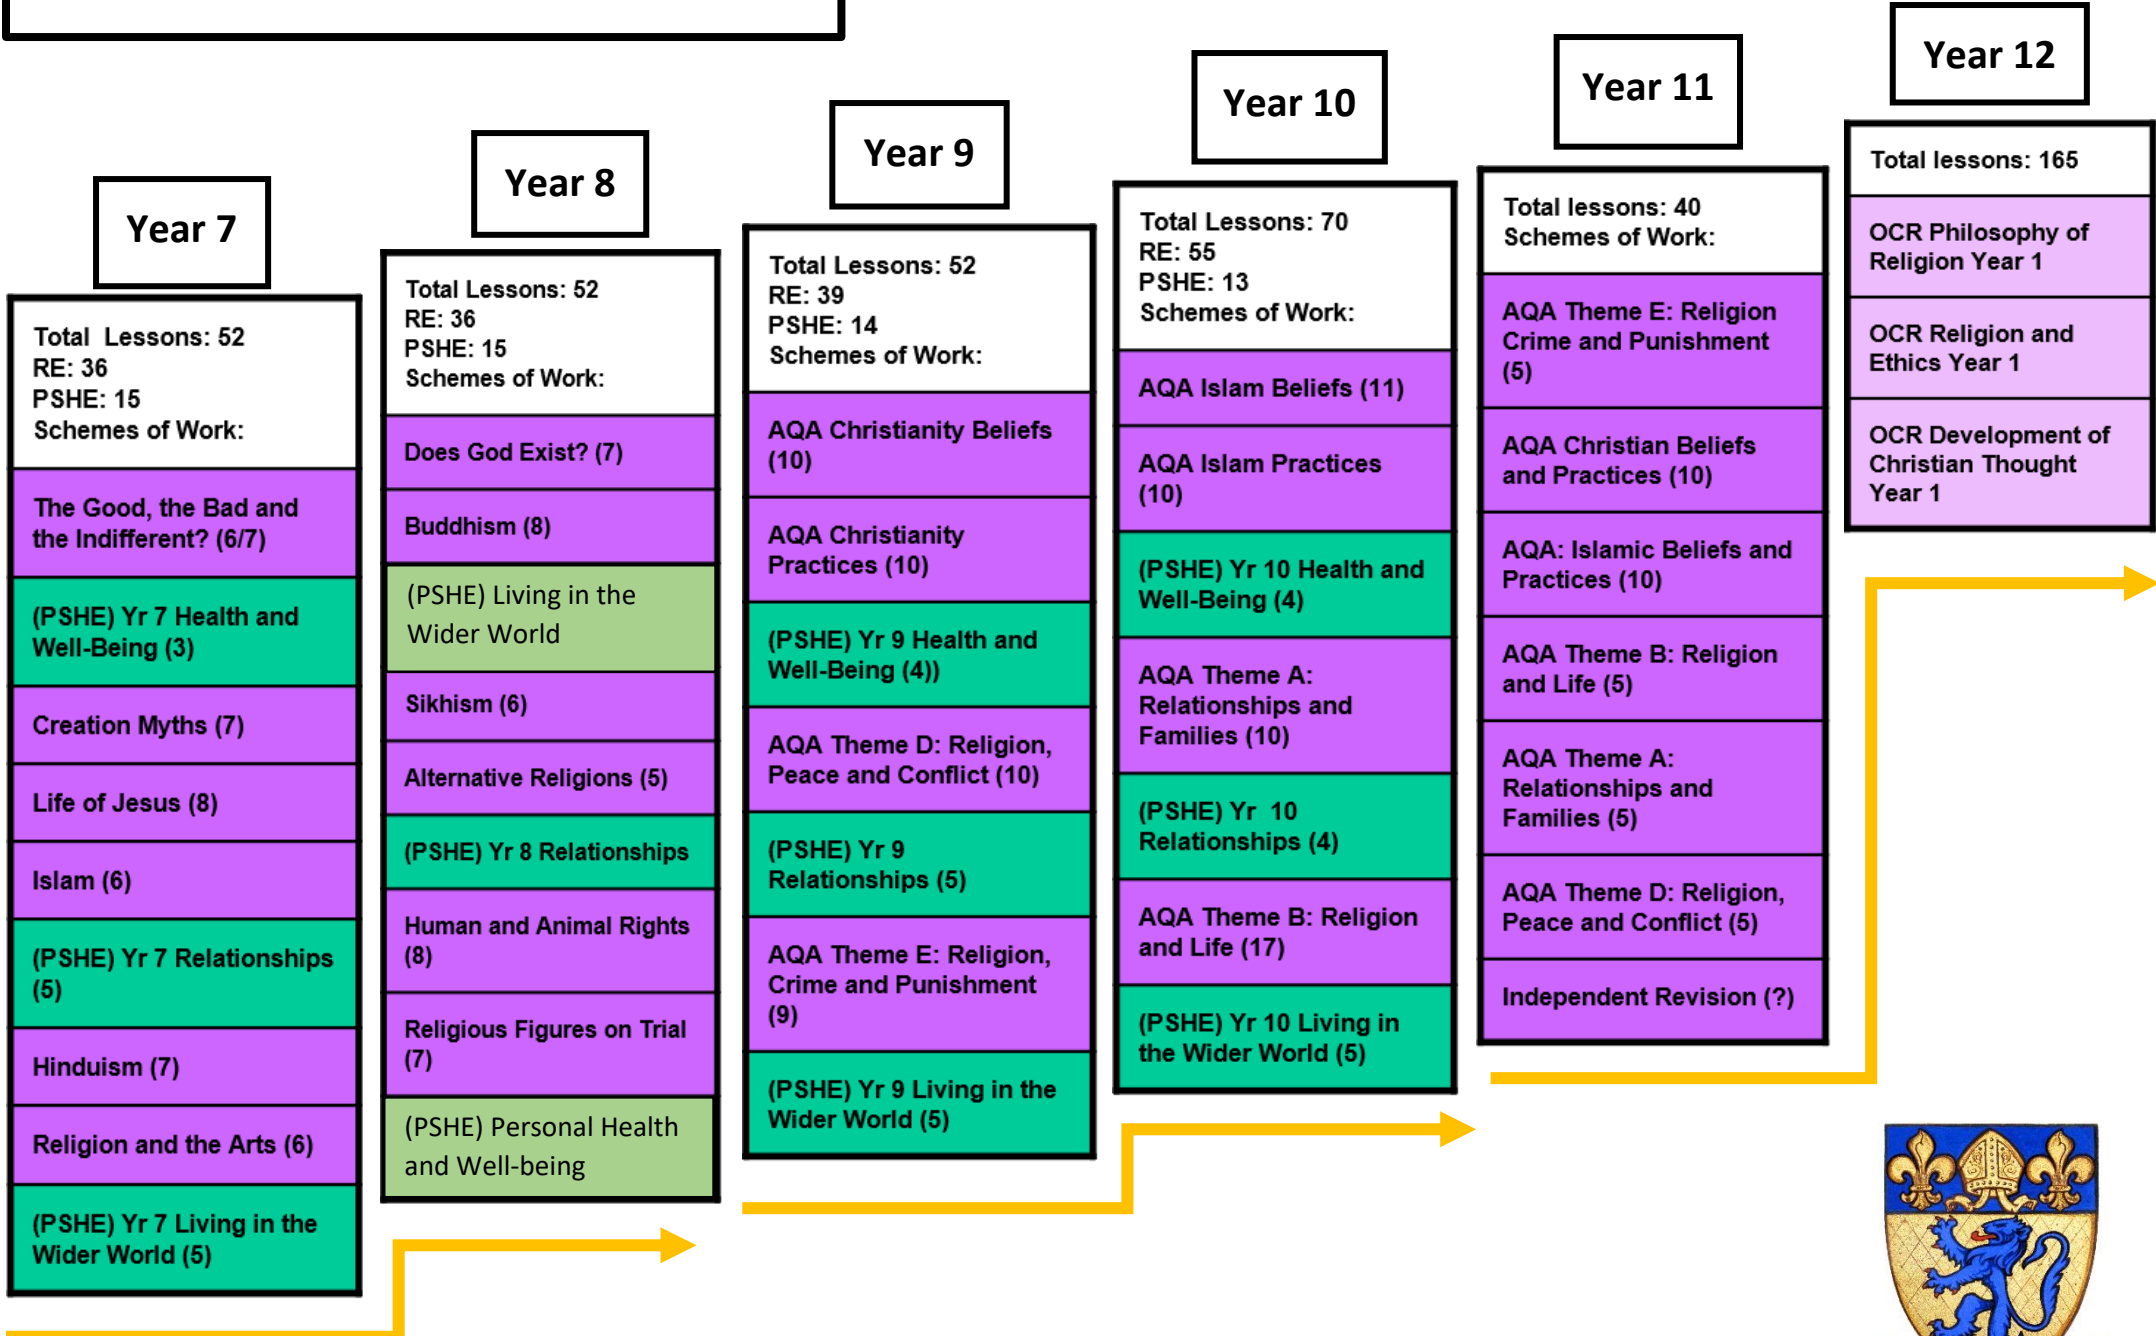 Year 7
Total  Lessons: 52
RE: 36
PSHE: 15
Schemes of Work:
The Good, the Bad and
the Indifferent? (6/7)
(PSHE) Yr 7 Health and
Well-Being (3)
Creation Myths (7)
Life of Jesus (8)
Islam (6)
(PSHE) Yr 7 Relationships
(5)
Hinduism (7)
Religion and the Arts (6)
(PSHE) Yr 7 Living in the
Wider World (5)
Year 8
Total Lessons: 52
RE: 36
PSHE: 15
Schemes of Work:
Does God Exist? (7)
Buddhism (8)
(PSHE) Living in the
Wider World
Sikhism (6)
Alternative Religions (5)
(PSHE) Yr 8 Relationships
Human and Animal Rights
(8)
Religious Figures on Trial
(7)
(PSHE) Personal Health
and Well-being
Year 9
Total Lessons: 52
RE: 39
PSHE: 14
Schemes of Work:
AQA Christianity Beliefs
(10)
AQA Christianity
Practices (10)
(PSHE) Yr 9 Health and
Well-Being (4))
AQA Theme D: Religion,
Peace and Conflict (10)
(PSHE) Yr 9
Relationships (5)
AQA Theme E: Religion,
Crime and Punishment
(9)
(PSHE) Yr 9 Living in the
Wider World (5)
Year 10
Total Lessons: 70
RE: 55
PSHE: 13
Schemes of Work:
AQA Islam Beliefs (11)
AQA Islam Practices
(10)
(PSHE) Yr 10 Health and
Well-Being (4)
AQA Theme A:
Relationships and
Families (10)
(PSHE) Yr  10
Relationships (4)
AQA Theme B: Religion
and Life (17)
(PSHE) Yr 10 Living in
the Wider World (5)
Year 11
Total lessons: 40
Schemes of Work:
AQA Theme E: Religion
Crime and Punishment
(5)
AQA Christian Beliefs
and Practices (10)
AQA: Islamic Beliefs and
Practices (10)
AQA Theme B: Religion
and Life (5)
AQA Theme A:
Relationships and
Families (5)
AQA Theme D: Religion,
Peace and Conflict (5)
Independent Revision (?)
Year 12
Total lessons: 165
OCR Philosophy of
Religion Year 1
OCR Religion and
Ethics Year 1
OCR Development of
Christian Thought
Year 1